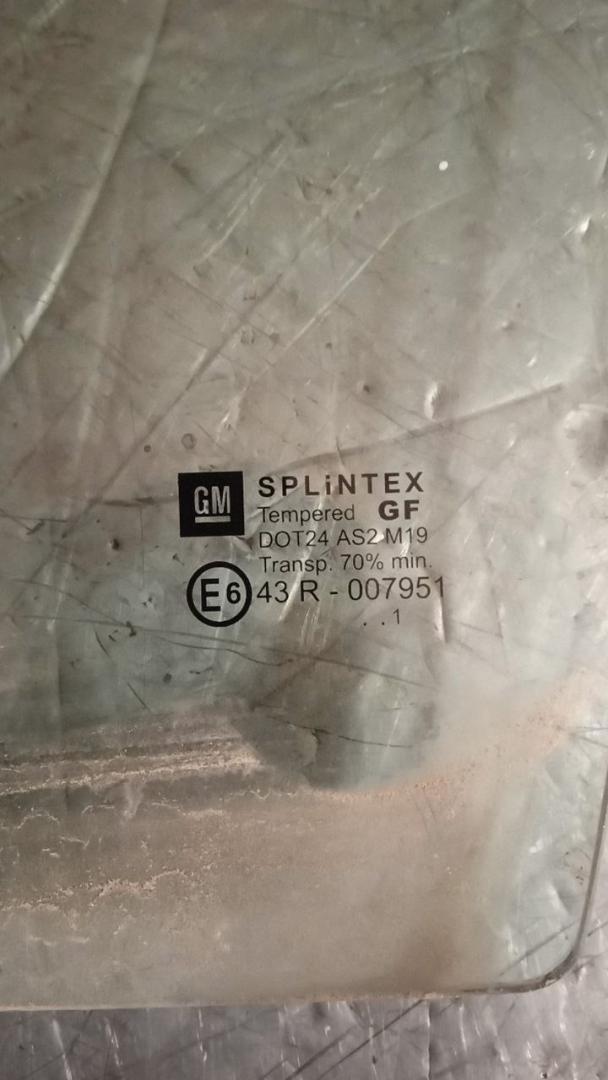 GM SPLiNTEX
Tempered GF
DOT24 AS2 M19
Transp. 70% min.
E6 43 R - 007951
. . 1